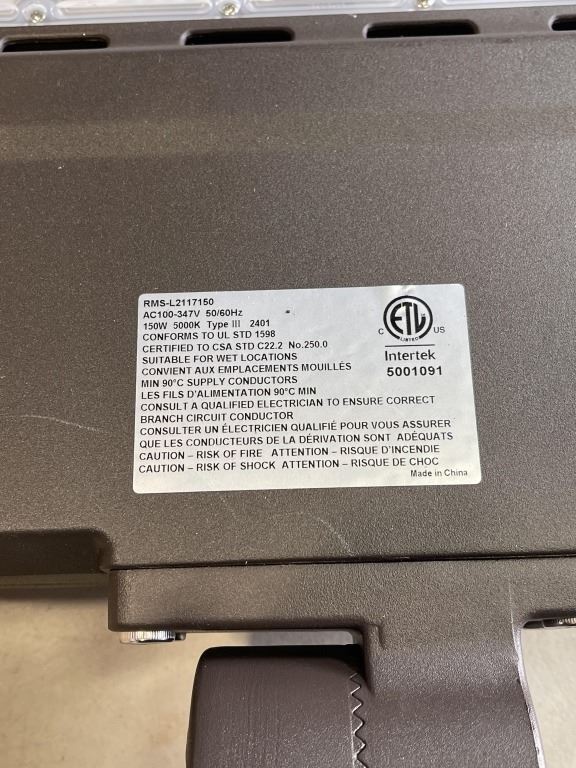 RMS-L2117150
AC100-347V 50/60Hz
150W 5000K Type III 2401
CONFORMS TO UL STD 1598
CERTIFIED TO CSA STD C22.2 No.250.0
SUITABLE FOR WET LOCATIONS
CONVIENT AUX EMPLACEMENTS MOUILLÉS
MIN 90°C SUPPLY CONDUCTORS
LES FILS D'ALIMENTATION 90°C MIN
CONSULT A QUALIFIED ELECTRICIAN TO ENSURE CORRECT
BRANCH CIRCUIT CONDUCTOR
CONSULTER UN ÉLECTRICIEN QUALIFIÉ POUR VOUS ASSURER
QUE LES CONDUCTEURS DE LA DÉRIVATION SONT ADÉQUATS
CAUTION – RISK OF FIRE ATTENTION – RISQUE D'INCENDIE
CAUTION – RISK OF SHOCK ATTENTION – RISQUE DE CHOC
Made in China
C ETL US
LISTED
Intertek
5001091